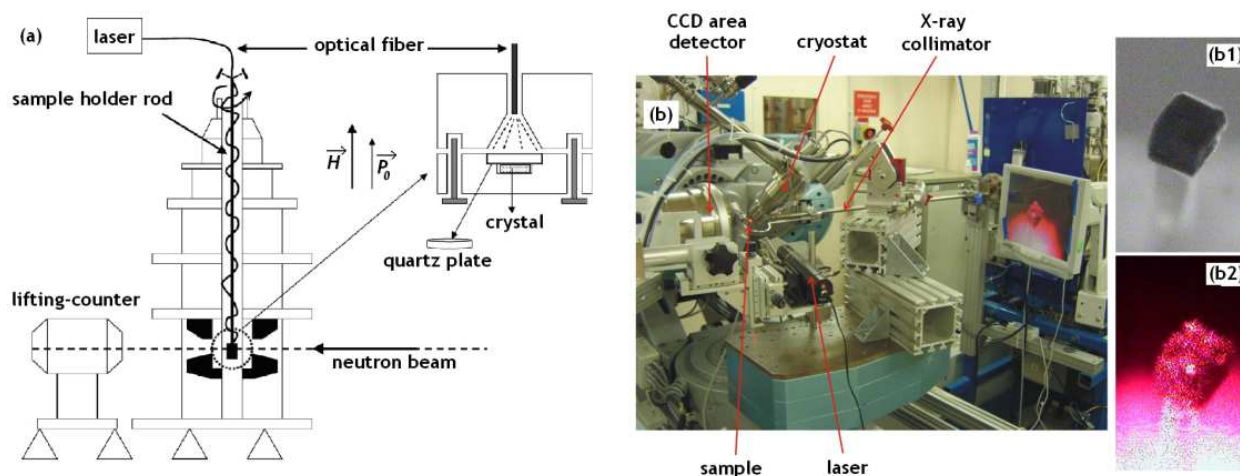 (a)
laser
optical fiber
sample holder rod
H
P0
crystal
quartz plate
lifting-counter
neutron beam
CCD area
detector
cryostat
X-ray
collimator
(b)
sample
laser
(b1)
(b2)